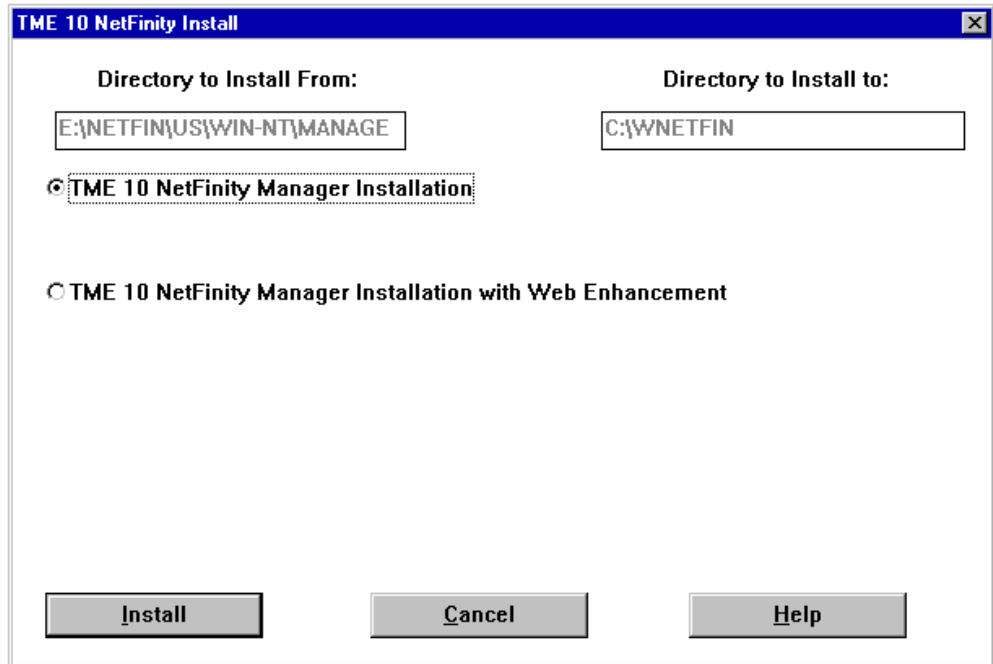 TME 10 NetFinity Install
Directory to Install From:
Directory to Install to:
E:\NETFIN\US\WIN-NT\MANAGE
C:\WNETFIN
TME 10 NetFinity Manager Installation
TME 10 NetFinity Manager Installation with Web Enhancement
Install
Cancel
Help